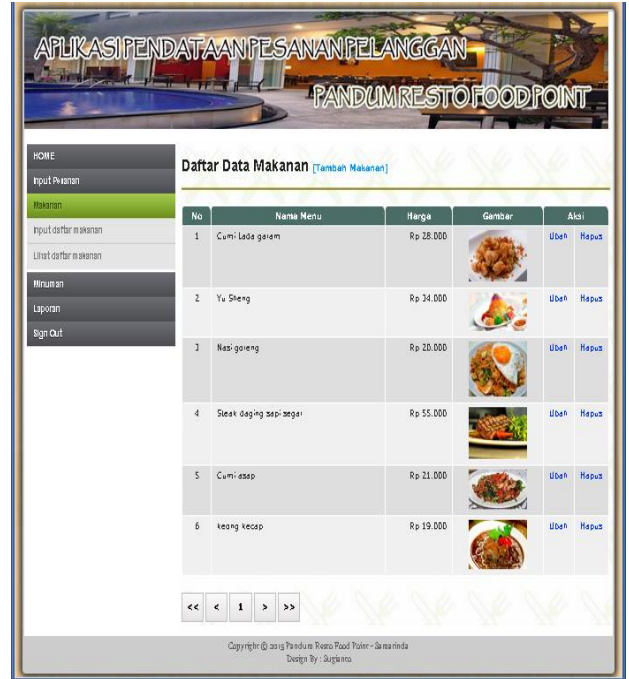 APLIKASI PENDATAAN PESANAN PELANGGAN
PANDUM RESTO FOOD POINT
HOME
Input Pesanan
Makanan
Input daftar makanan
Lihat daftar makanan
Minuman
Laporan
Sign Out
Daftar Data Makanan [Tambah Makanan]
No Nama Menu Harga Gambar Aksi
1 Cumi Lada garam Rp 28.000 Ubah Hapus
2 Yu Sheng Rp 34.000 Ubah Hapus
3 Nasi goreng Rp 20.000 Ubah Hapus
4 Steak daging sapi segar Rp 55.000 Ubah Hapus
5 Cumi asap Rp 21.000 Ubah Hapus
6 keong kecap Rp 19.000 Ubah Hapus
<< < 1 > >>
Copyright © 2015 Pandum Resto Food Point - Samarinda
Design By : Sugianto